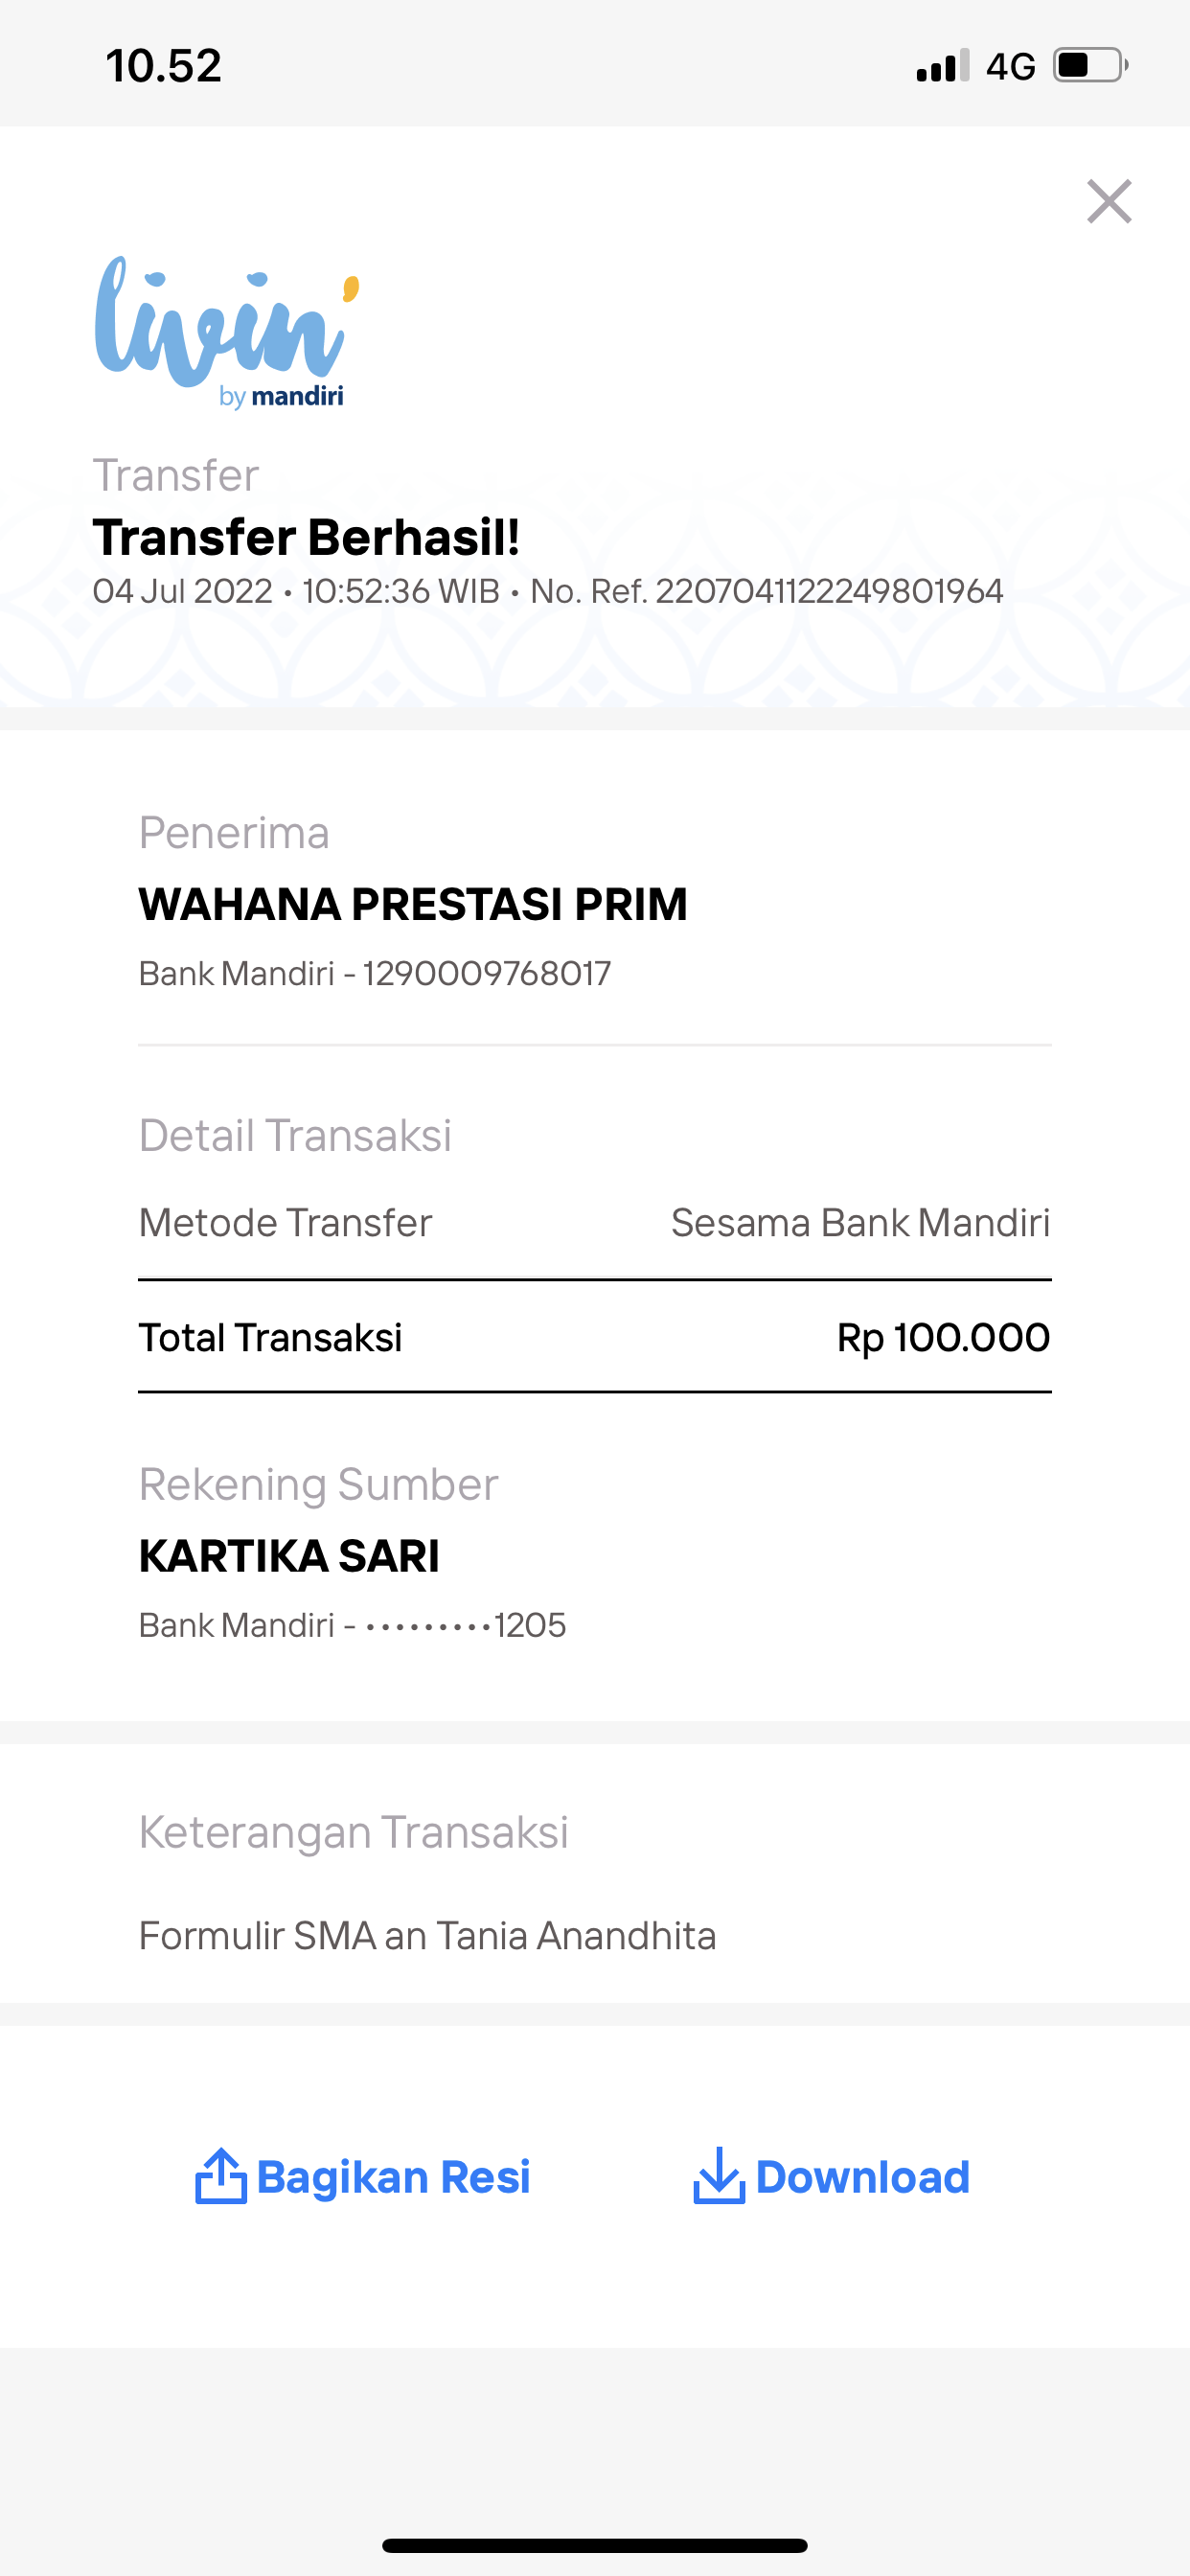 10.52
4G
livin'
by mandiri
Transfer
Transfer Berhasil!
04 Jul 2022 • 10:52:36 WIB • No. Ref. 2207041122249801964
Penerima
WAHANA PRESTASI PRIM
Bank Mandiri - 1290009768017
Detail Transaksi
Metode Transfer Sesama Bank Mandiri
Total Transaksi Rp 100.000
Rekening Sumber
KARTIKA SARI
Bank Mandiri - •••••••••1205
Keterangan Transaksi
Formulir SMA an Tania Anandhita
Bagikan Resi Download